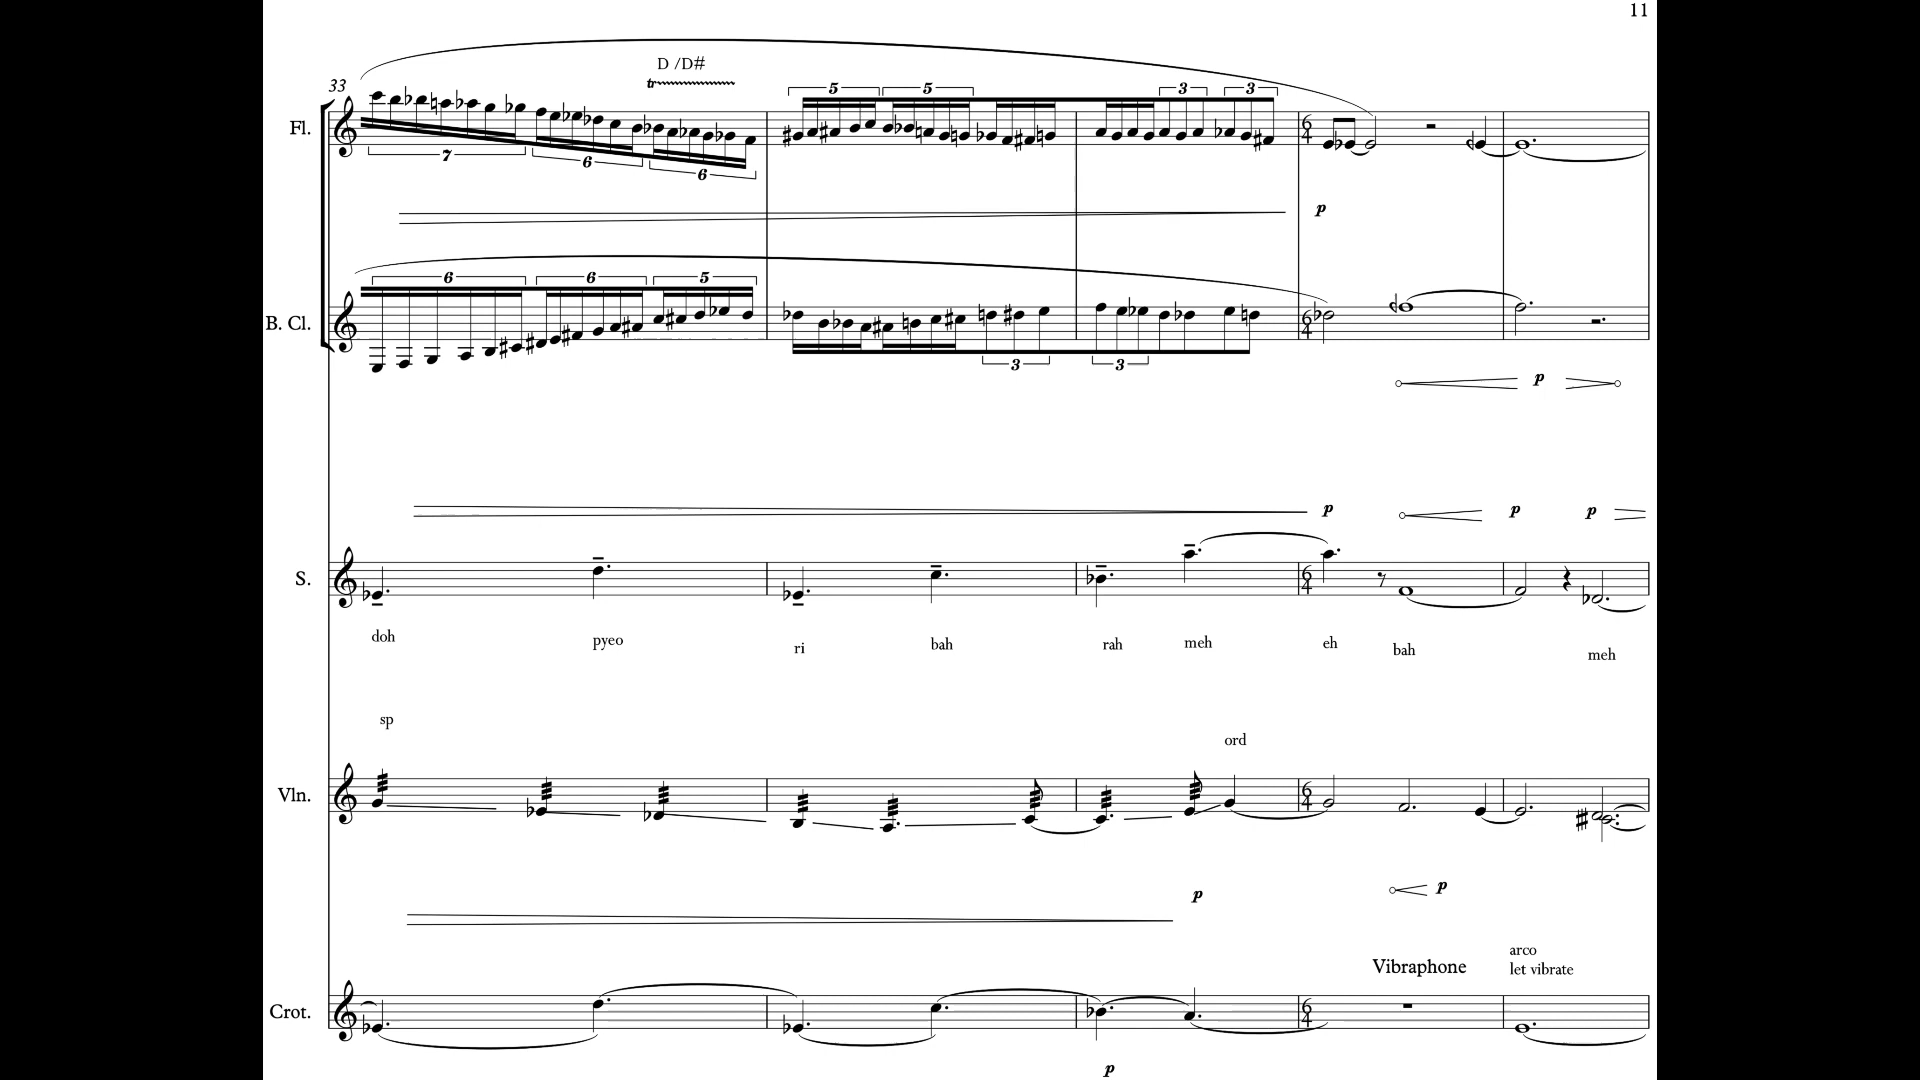 11
33
D /D#
tr
5 5 3 3
Fl.
7 6 6
6
4
p
6 6 5
B. Cl.
6
4
3 3
p
p p p
S.
6
4
doh pyeo ri bah rah meh eh bah meh
sp
ord
Vln.
6
4
p p
arco
Vibraphone let vibrate
Crot.
6
4
p